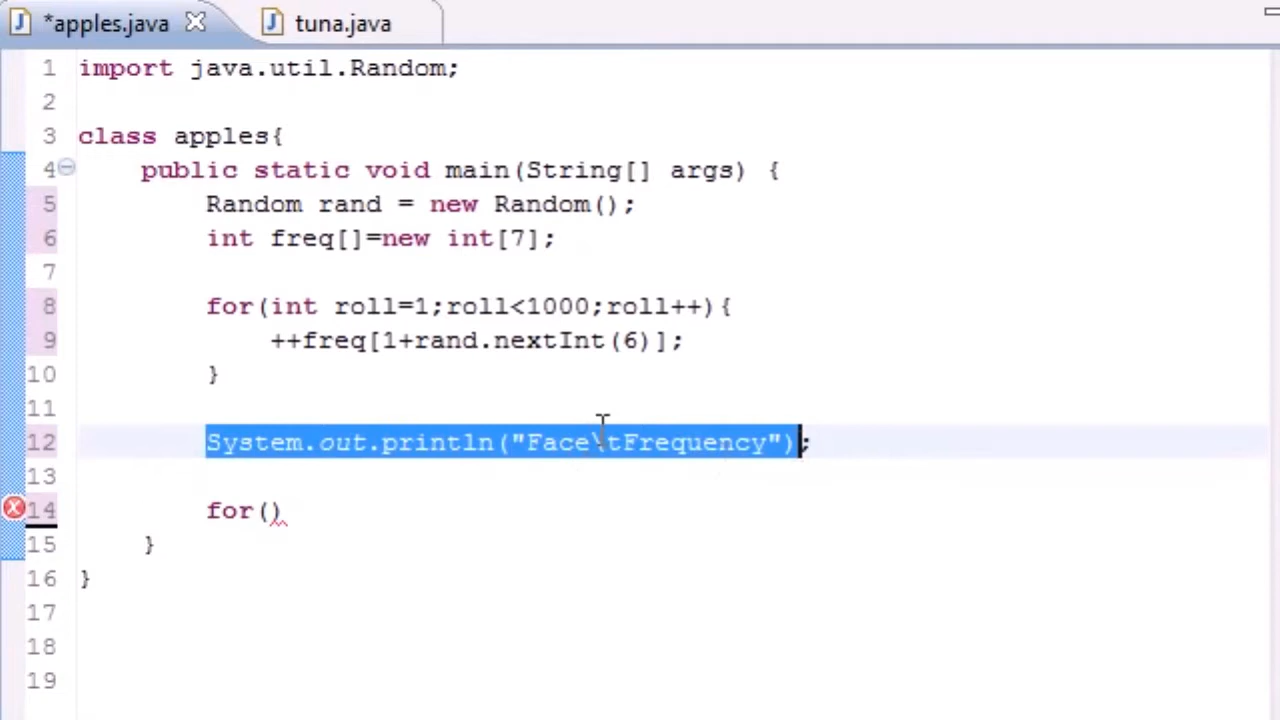 *apples.java
tuna.java
1 import java.util.Random;
2
3 class apples{
4 public static void main(String[] args) {
5 Random rand = new Random();
6 int freq[]=new int[7];
7
8 for(int roll=1;roll<1000;roll++){
9 ++freq[1+rand.nextInt(6)];
10 }
11
12 System.out.println("Face\tFrequency");
13
14 for()
15 }
16 }
17
18
19